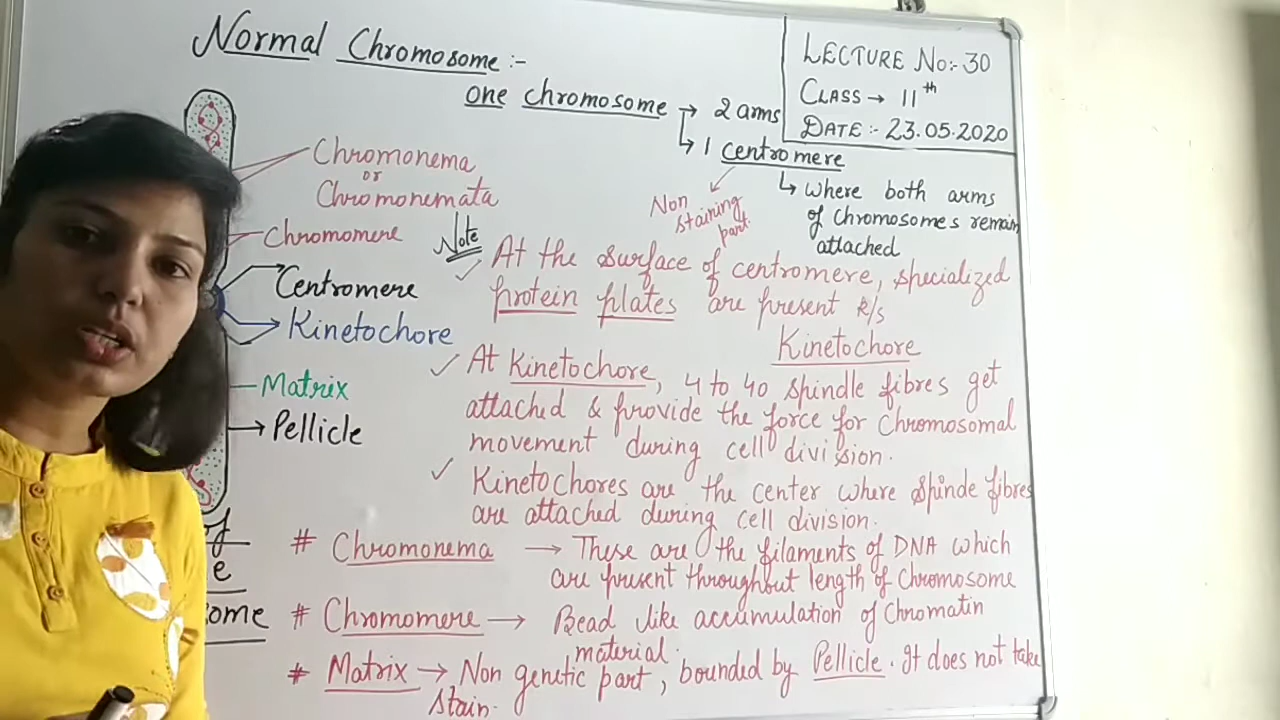 Normal Chromosome :-
LECTURE No:- 30
CLASS → 11th
DATE :- 23.05.2020
one chromosome → 2 arms
↳ 1 centromere
Non
Staining
part.
↳ where both arms
of chromosomes remain
attached
Chromonema
or
Chromonemata
Chromomere
Centromere
Kinetochore
Matrix
Pellicle
Note
✓ At the surface of centromere, specialized
protein plates are present k/s
Kinetochore
✓ At Kinetochore, 4 to 40 spindle fibres get
attached & provide the force for Chromosomal
movement during cell division.
✓ Kinetochores are the center where spinde fibres
are attached during cell division.
of
e
ome
# Chromonema → These are the filaments of DNA which
are present throughout length of Chromosome
# Chromomere → Bead like accumulation of Chromatin
material.
# Matrix → Non genetic part, bounded by Pellicle. It does not take
Stain.